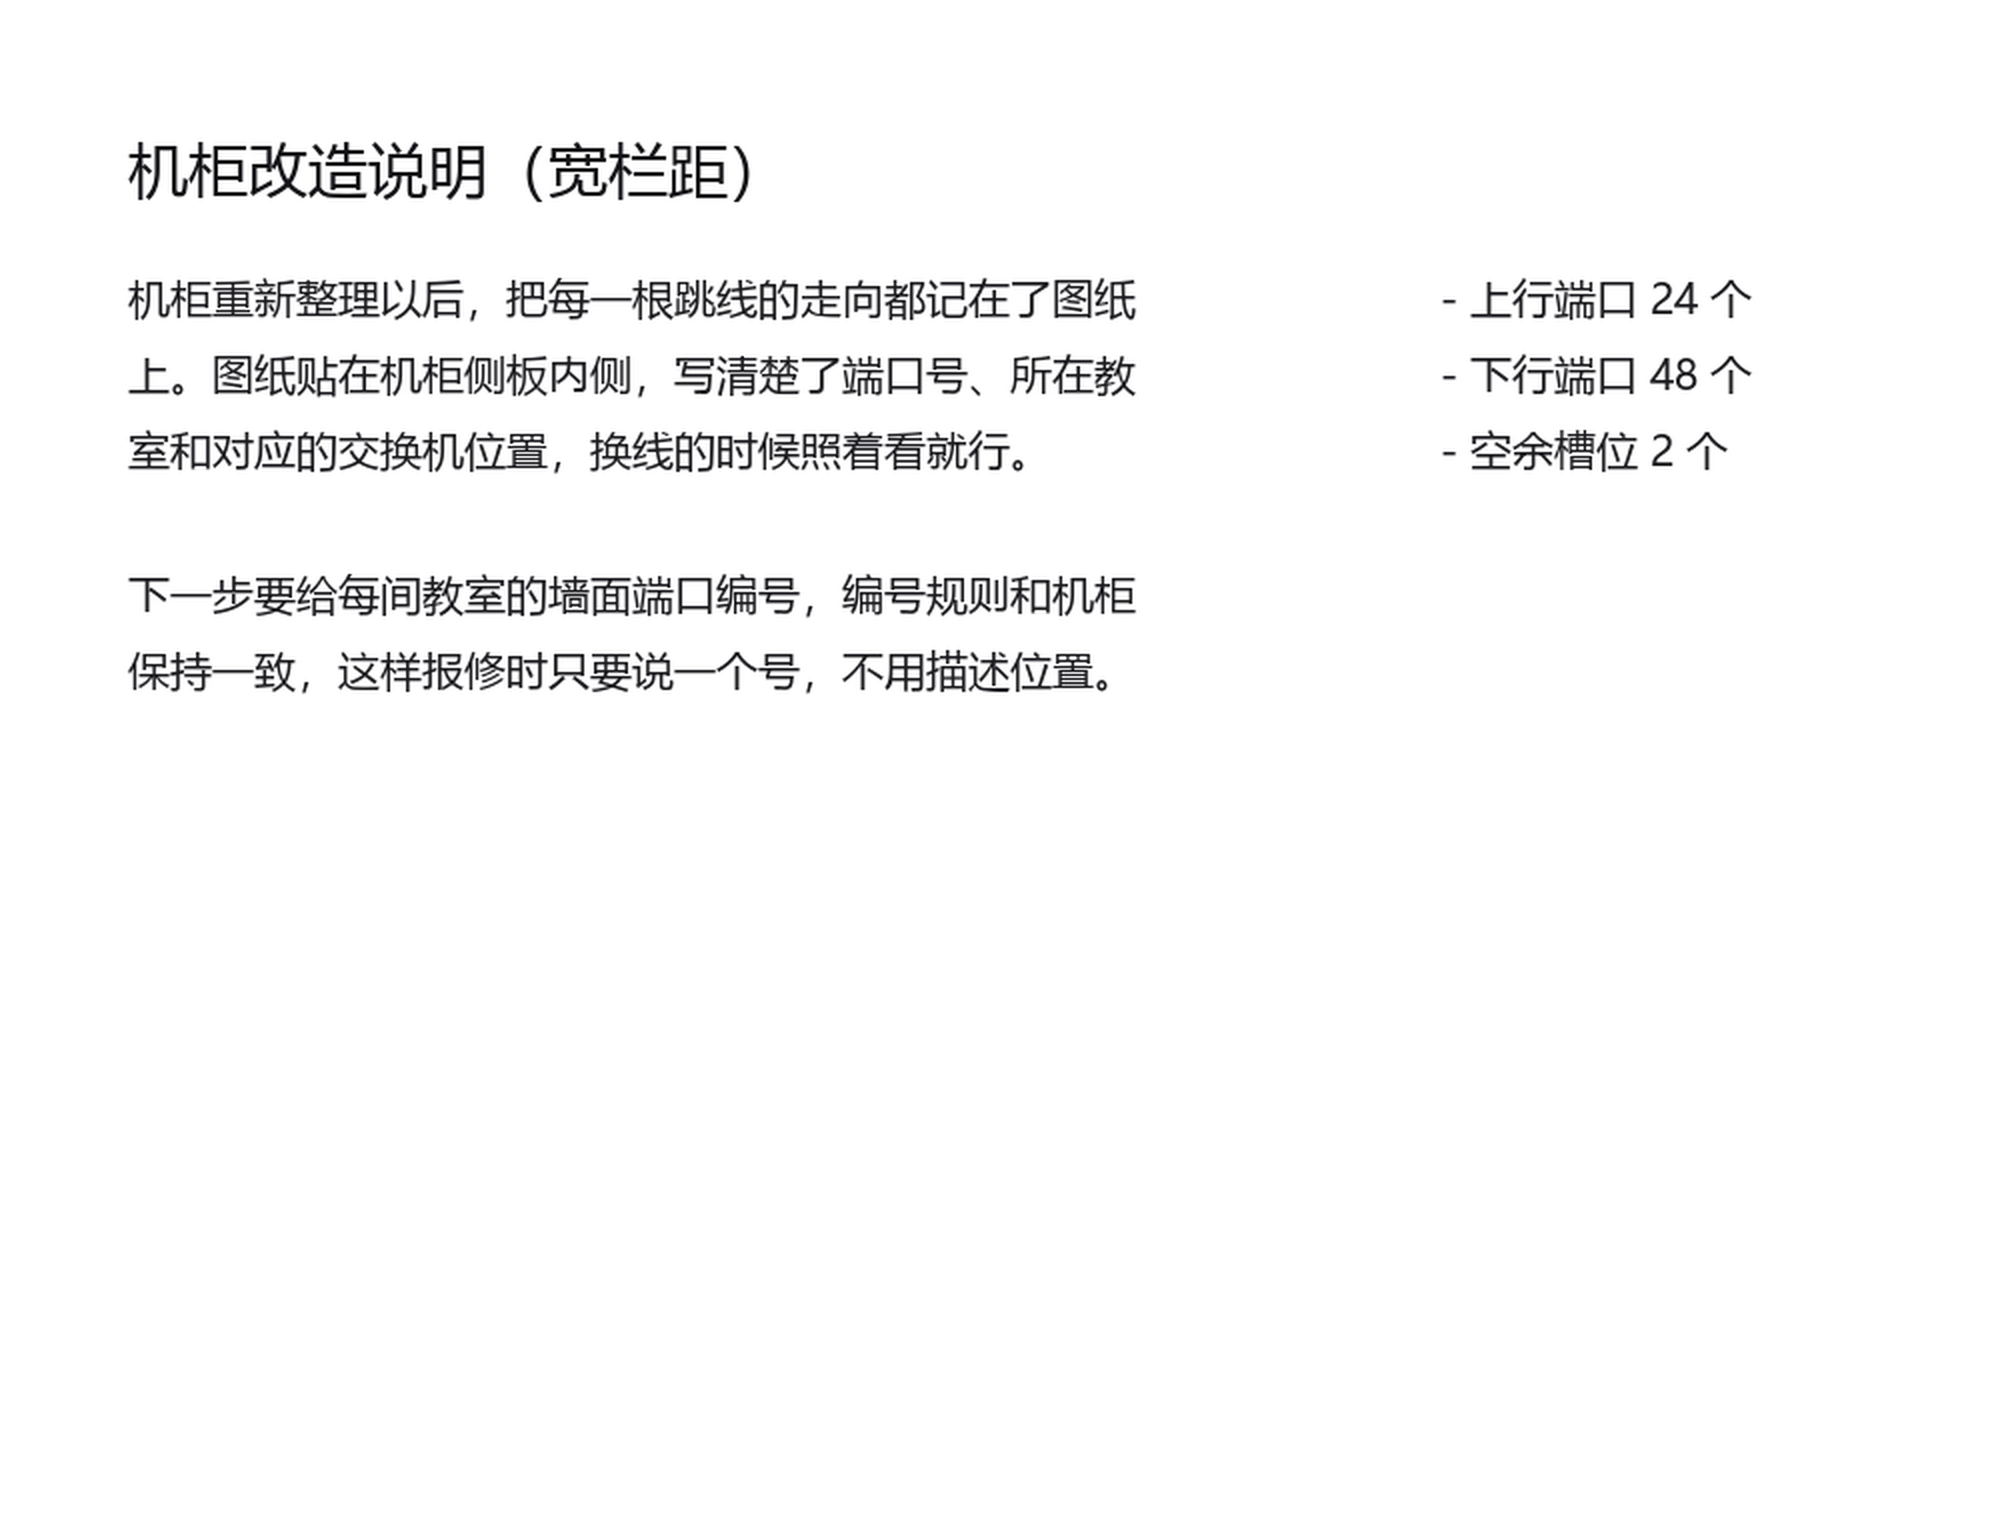 机柜改造说明（宽栏距）
机柜重新整理以后，把每一根跳线的走向都记在了图纸
上。图纸贴在机柜侧板内侧，写清楚了端口号、所在教
室和对应的交换机位置，换线的时候照着看就行。
下一步要给每间教室的墙面端口编号，编号规则和机柜
保持一致，这样报修时只要说一个号，不用描述位置。
- 上行端口 24 个
- 下行端口 48 个
- 空余槽位 2 个